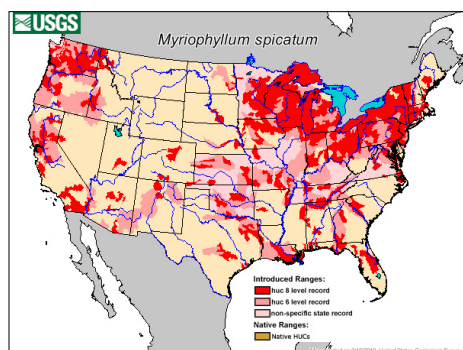 USGS
Myriophyllum spicatum
Introduced Ranges:
huc 8 level record
huc 6 level record
non-specific state record
Native Ranges:
Native HUCs